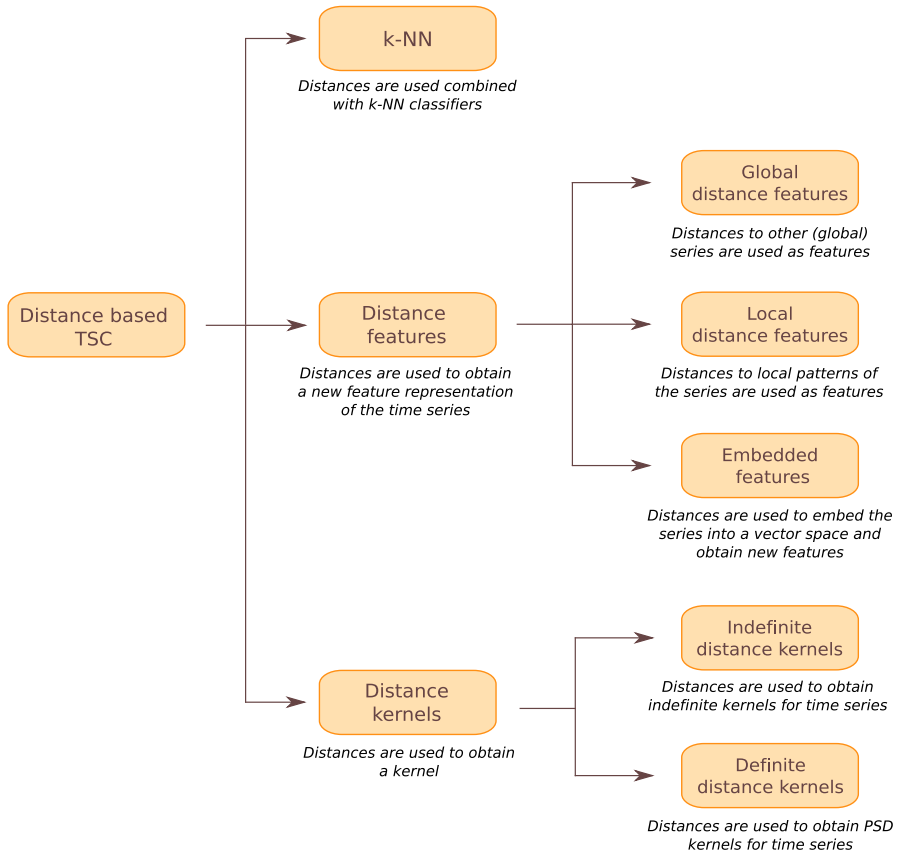 k-NN
Distances are used combined
with k-NN classifiers
Distance based
TSC
Distance
features
Distances are used to obtain
a new feature representation
of the time series
Global
distance features
Distances to other (global)
series are used as features
Local
distance features
Distances to local patterns of
the series are used as features
Embedded
features
Distances are used to embed the
series into a vector space and
obtain new features
Distance
kernels
Distances are used to obtain
a kernel
Indefinite
distance kernels
Distances are used to obtain
indefinite kernels for time series
Definite
distance kernels
Distances are used to obtain PSD
kernels for time series